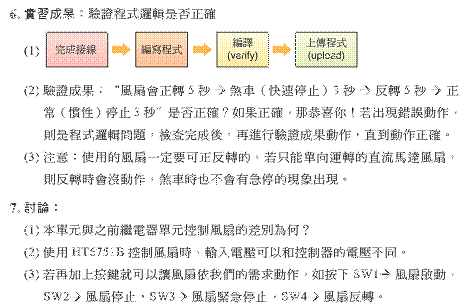 6. 實習成果：驗證程式邏輯是否正確
(1) 完成接線 編寫程式 編譯 (verify) 上傳程式 (upload)
(2) 驗證成果："風扇會正轉 5 秒 → 煞車（快速停止）3 秒 → 反轉 5 秒 → 正
常（慣性）停止 3 秒" 是否正確？如果正確，那恭喜你！若出現錯誤動作，
則是程式邏輯問題，檢查完成後，再進行驗證成果動作，直到動作正確。
(3) 注意：使用的風扇一定要可正反轉的，若只能單向運轉的直流馬達風扇，
則反轉時會沒動作，煞車時也不會有急停的現象出現。
7. 討論：
(1) 本單元與之前繼電器單元控制風扇的差別為何？
(2) 使用 HT6751B 控制風扇時，輸入電壓可以和控制器的電壓不同。
(3) 若再加上按鍵就可以讓風扇依我們的需求動作，如按下 SW1→ 風扇啟動，
SW2→ 風扇停止，SW3→ 風扇緊急停止，SW4→ 風扇反轉。